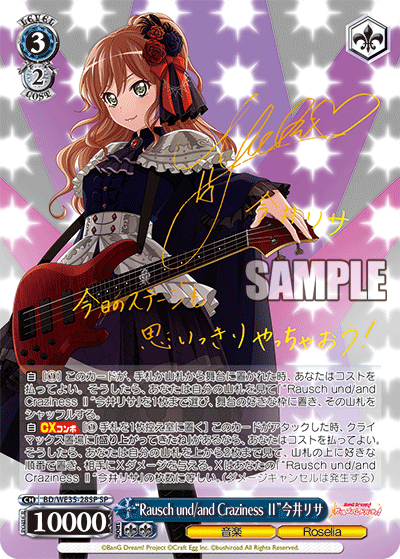 LEVEL
3
2
COST
今井リサ
SAMPLE
今日のステージも
思いっきりやっちゃおう!
自 [①] このカードが、手札か山札から舞台に置かれた時、あなたはコストを
払ってよい。そうしたら、あなたは自分の山札を見て「“Rausch und/and
Craziness Ⅱ”今井リサ」を1枚まで選び、舞台の好きな枠に置き、その山札を
シャッフルする。
自 CXコンボ [① 手札を1枚控え室に置く] このカードがアタックした時、クライ
マックス置場に「盛り上がってきたね」があるなら、あなたはコストを払ってよい。
そうしたら、あなたは自分の山札を上から3枚まで見て、山札の上に好きな
順番で置き、相手にXダメージを与える。Xはあなたの「“Rausch und/and
Craziness Ⅱ”今井リサ」の枚数に等しい。(ダメージキャンセルは発生する)
CH BD/WE35-28SP SP
“Rausch und/and Craziness Ⅱ”今井リサ
POWER
10000
音楽
Roselia
©BanG Dream! Project ©Craft Egg Inc. ©bushiroad All Rights Reserved.